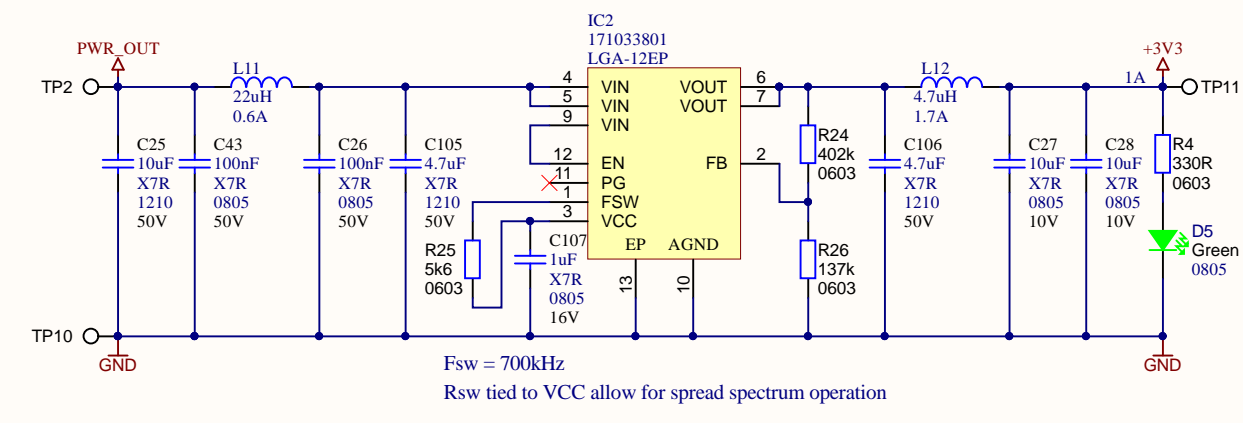 IC2
171033801
LGA-12EP
PWR_OUT
+3V3
TP2
L11
22uH
0.6A
4 VIN VOUT 6
5 VIN VOUT 7
9 VIN
12 EN FB 2
11 PG
1 FSW
3 VCC
EP AGND
13 10
L12
4.7uH
1.7A
1A
TP11
C25
10uF
X7R
1210
50V
C43
100nF
X7R
0805
50V
C26
100nF
X7R
0805
50V
C105
4.7uF
X7R
1210
50V
R25
5k6
0603
C107
1uF
X7R
0805
16V
R24
402k
0603
R26
137k
0603
C106
4.7uF
X7R
1210
50V
C27
10uF
X7R
0805
10V
C28
10uF
X7R
0805
10V
R4
330R
0603
D5
Green
0805
TP10
GND
GND
Fsw = 700kHz
Rsw tied to VCC allow for spread spectrum operation